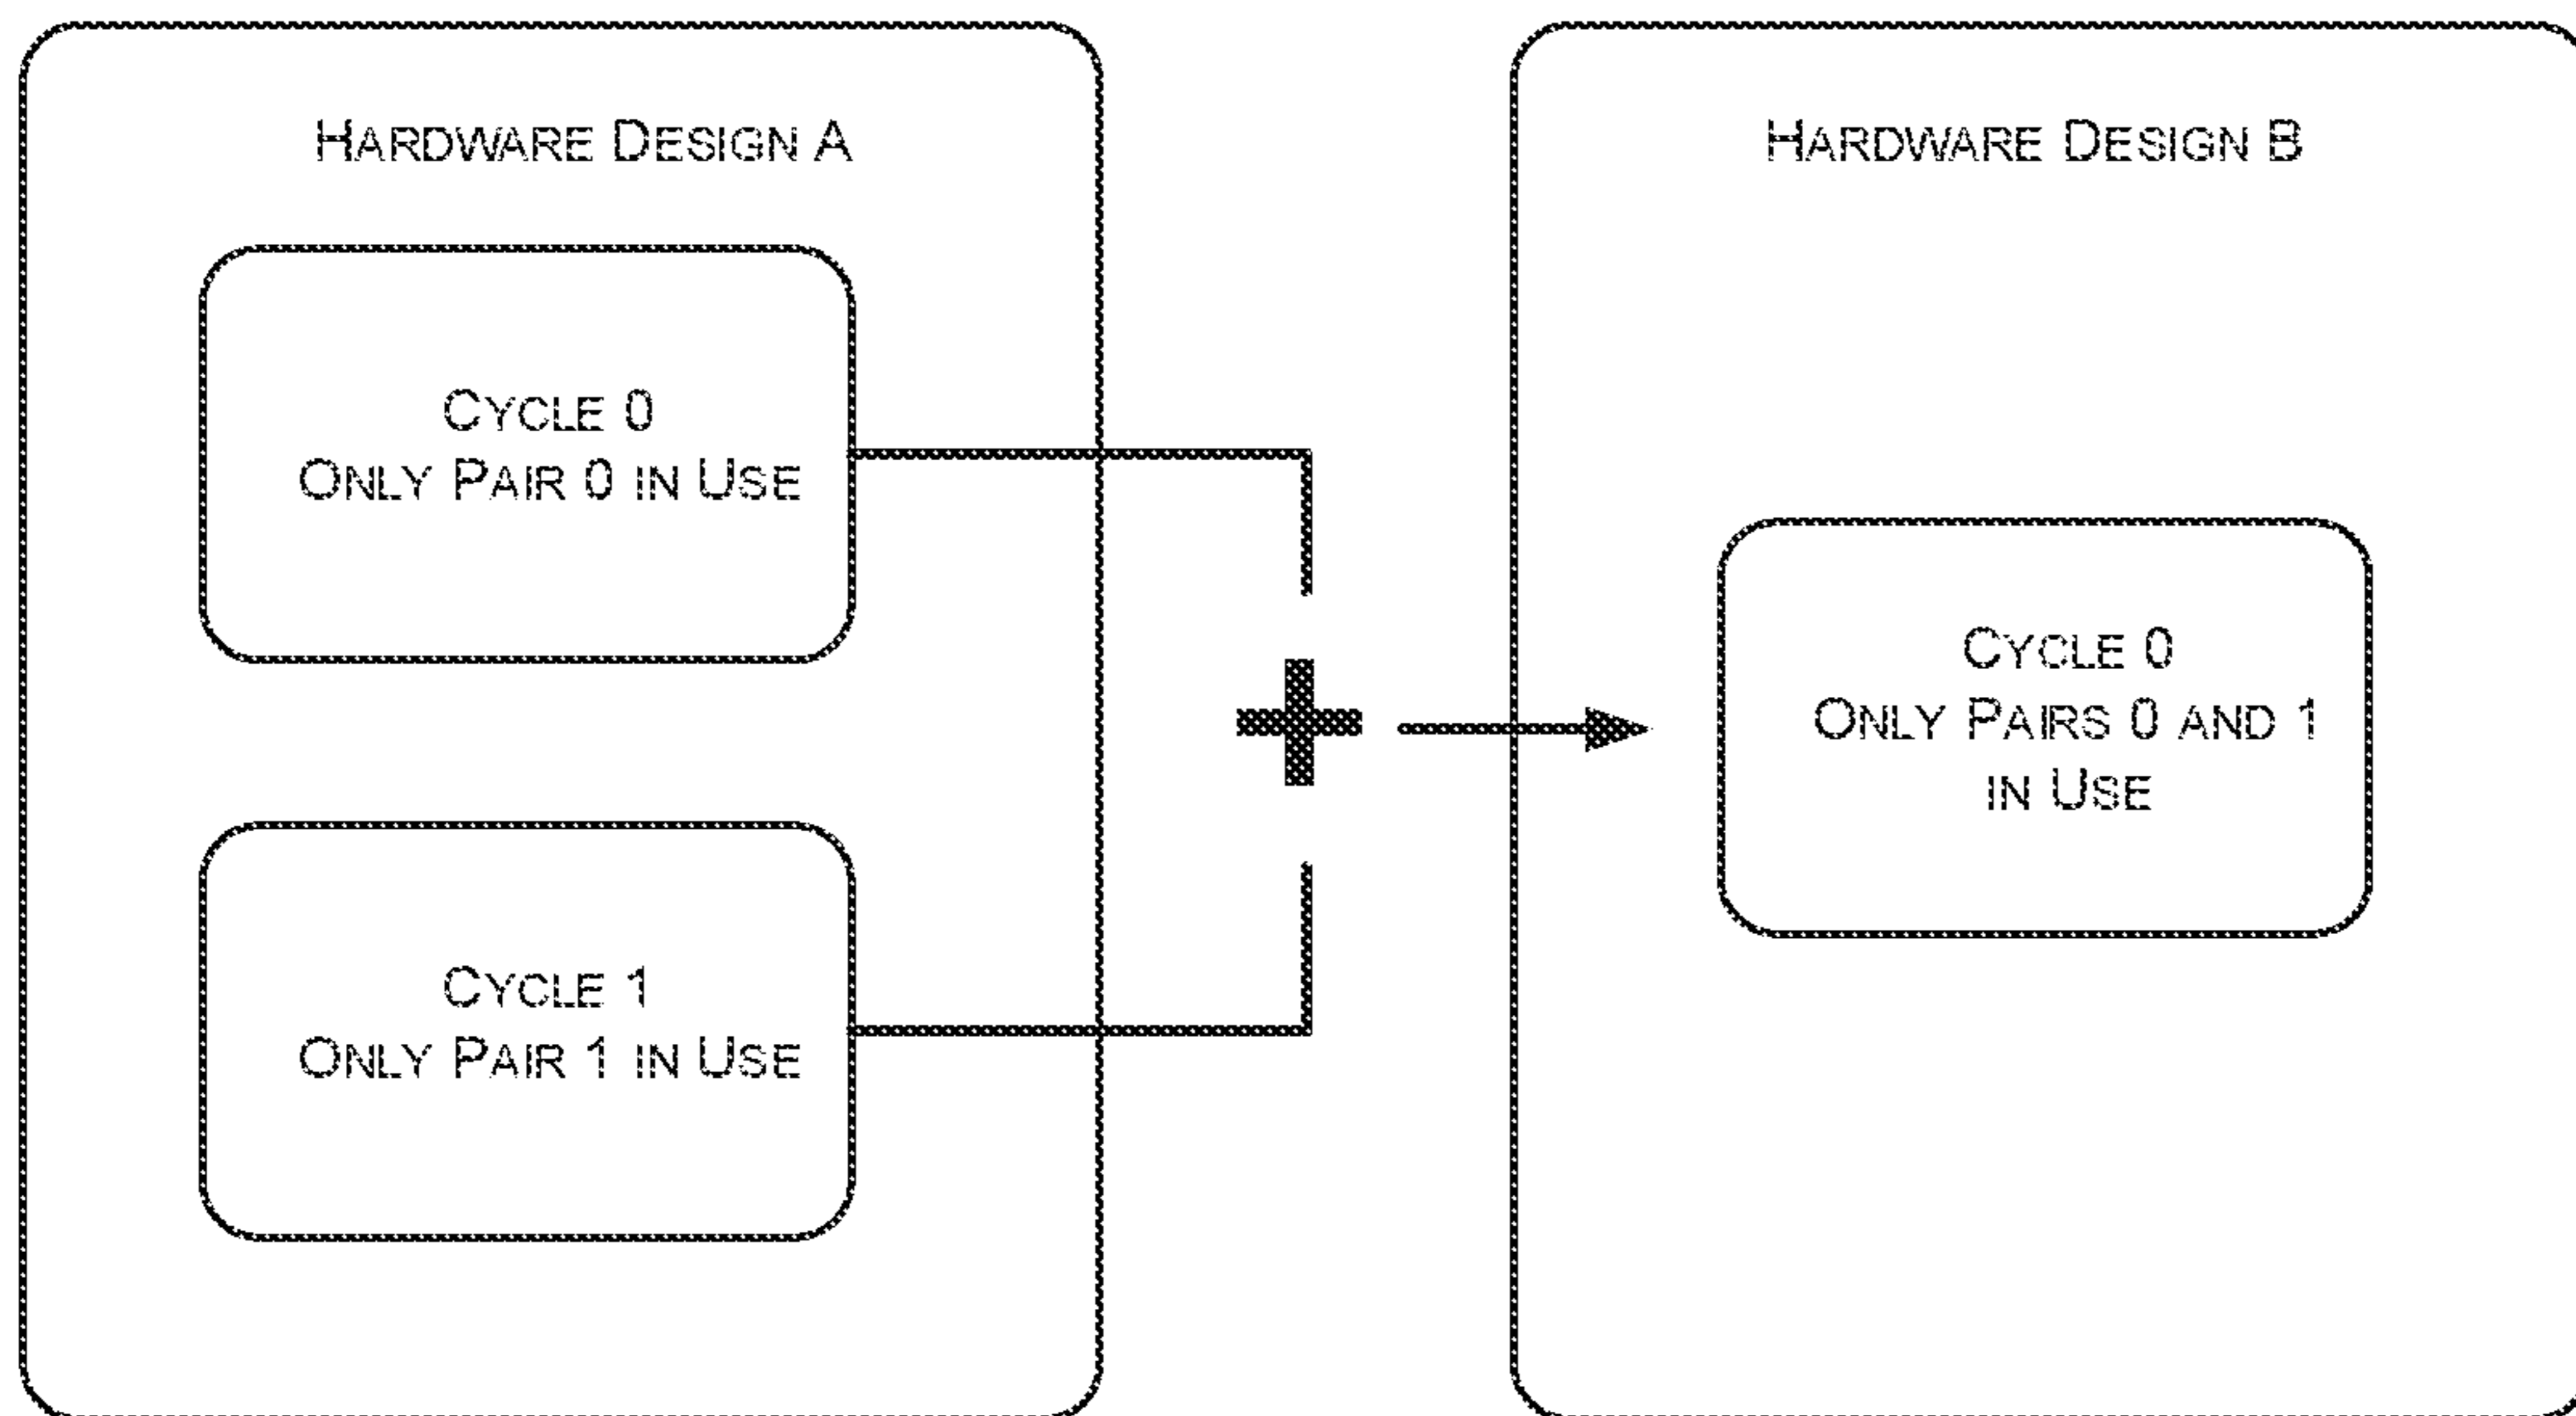 HARDWARE DESIGN A
CYCLE 0
ONLY PAIR 0 IN USE
CYCLE 1
ONLY PAIR 1 IN USE
+
HARDWARE DESIGN B
CYCLE 0
ONLY PAIRS 0 AND 1
IN USE